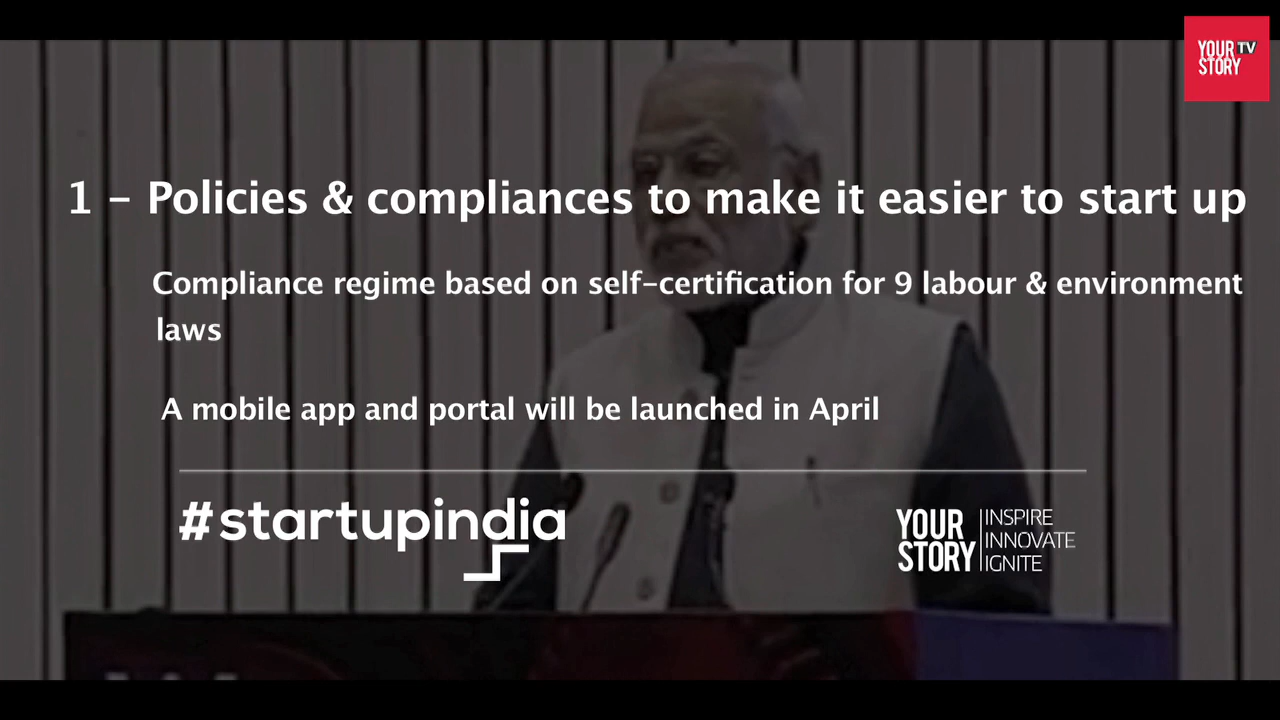 YOUR TV
STORY
1 – Policies & compliances to make it easier to start up
Compliance regime based on self-certification for 9 labour & environment
laws
A mobile app and portal will be launched in April
#startupindia
YOUR
STORY
INSPIRE
INNOVATE
IGNITE